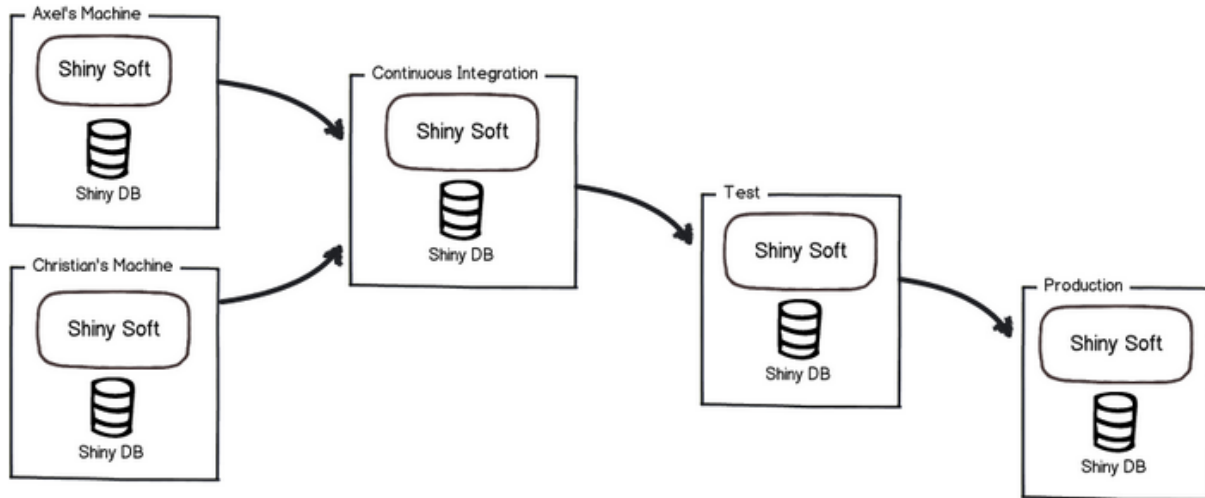 Axel's Machine
Shiny Soft
Shiny DB
Christian's Machine
Shiny Soft
Shiny DB
Continuous Integration
Shiny Soft
Shiny DB
Test
Shiny Soft
Shiny DB
Production
Shiny Soft
Shiny DB